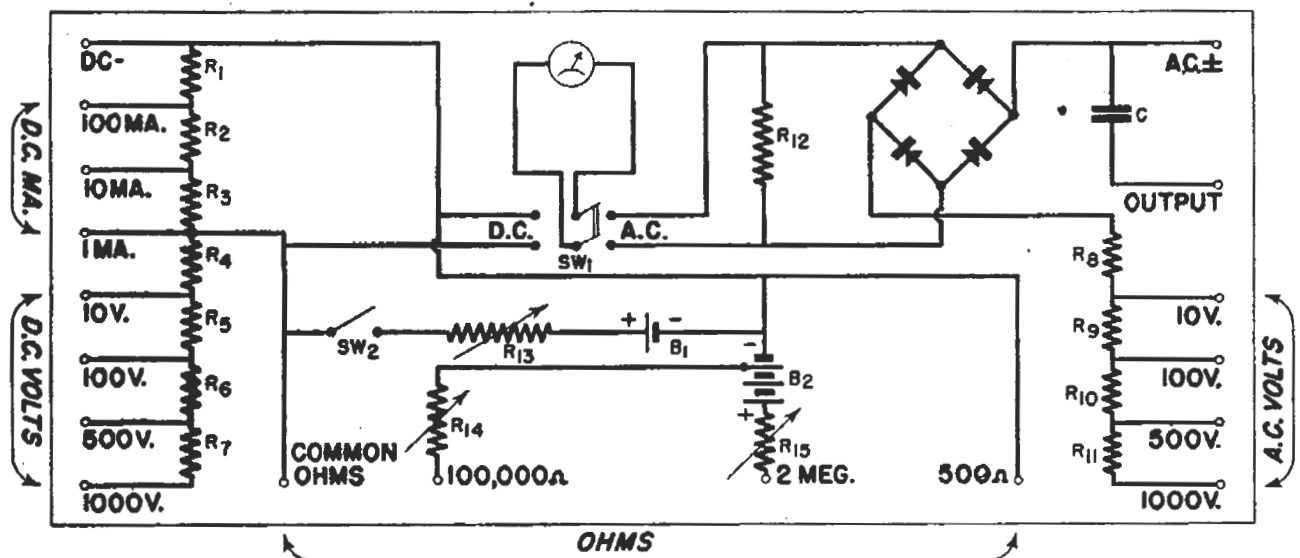 DC-
100MA.
10MA.
1MA.
10V.
100V.
500V.
1000V.
D.C. MA.
D.C. VOLTS
R1
R2
R3
R4
R5
R6
R7
D.C.
A.C.
SW1
SW2
R13
+
-
B1
R14
-
B2
+
R15
R12
COMMON
OHMS
100,000Ω
2 MEG.
500Ω
OHMS
A.C.±
C
OUTPUT
R8
R9
R10
R11
10V.
100V.
500V.
1000V.
A.C. VOLTS